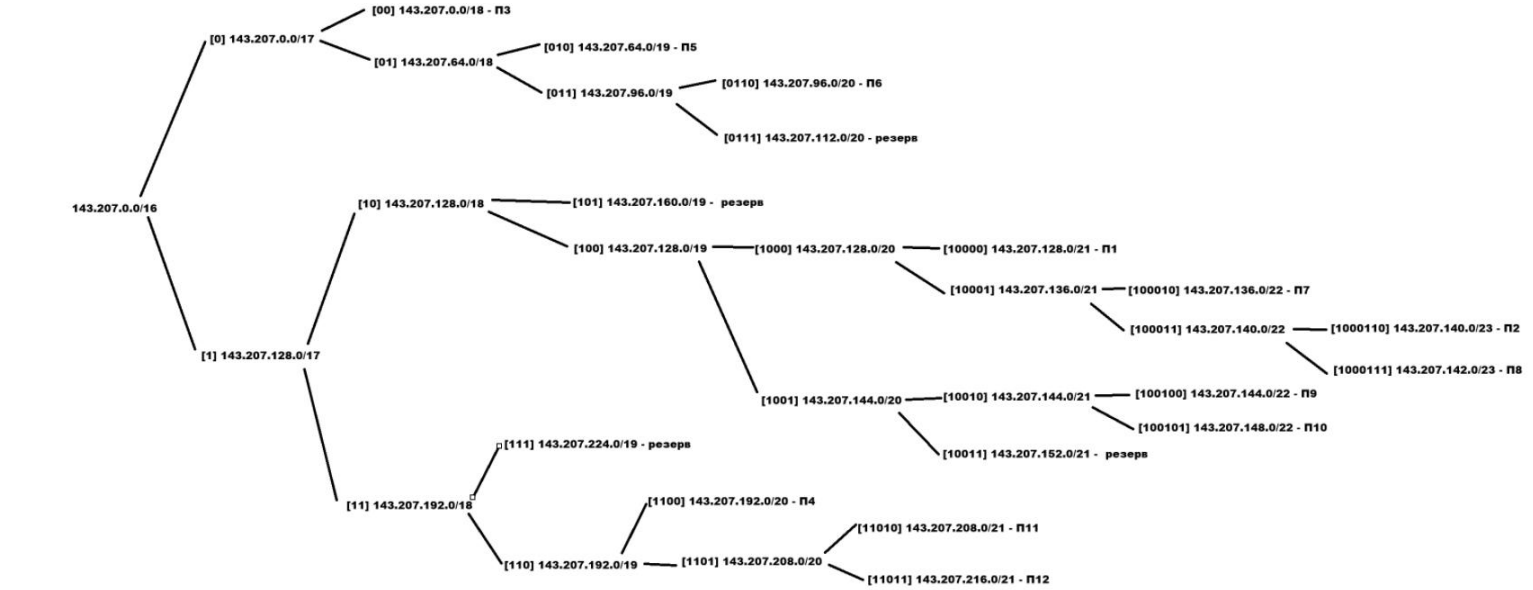 [00] 143.207.0.0/18 - П3
[0] 143.207.0.0/17
[01] 143.207.64.0/18
[010] 143.207.64.0/19 - П5
[011] 143.207.96.0/19
[0110] 143.207.96.0/20 - П6
[0111] 143.207.112.0/20 - резерв
143.207.0.0/16
[10] 143.207.128.0/18
[101] 143.207.160.0/19 - резерв
[100] 143.207.128.0/19
[1000] 143.207.128.0/20
[10000] 143.207.128.0/21 - П1
[10001] 143.207.136.0/21
[100010] 143.207.136.0/22 - П7
[100011] 143.207.140.0/22
[1000110] 143.207.140.0/23 - П2
[1000111] 143.207.142.0/23 - П8
[1] 143.207.128.0/17
[1001] 143.207.144.0/20
[10010] 143.207.144.0/21
[100100] 143.207.144.0/22 - П9
[100101] 143.207.148.0/22 - П10
[10011] 143.207.152.0/21 - резерв
[111] 143.207.224.0/19 - резерв
[11] 143.207.192.0/18
[1100] 143.207.192.0/20 - П4
[110] 143.207.192.0/19
[1101] 143.207.208.0/20
[11010] 143.207.208.0/21 - П11
[11011] 143.207.216.0/21 - П12